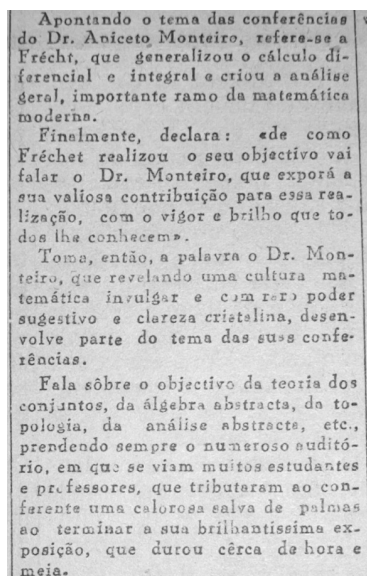 Apontando o tema das conferências
do Dr. Aniceto Monteiro, refere-se a
Frécht, que generalizou o cálculo di-
ferencial e integral e criou a análise
geral, importante ramo da matemática
moderna.
Finalmente, declara: «de como
Fréchet realizou o seu objectivo vai
falar o Dr. Monteiro, que exporá a
sua valiosa contribuição para essa rea-
lização, com o vigor e brilho que to-
dos lhe conhecem».
Toma, então, a palavra o Dr. Mon-
teiro, que revelando uma cultura ma-
temática invulgar e com raro poder
sugestivo e clareza cristalina, desen-
volve parte do tema das suas confe-
rências.
Fala sôbre o objectivo da teoria dos
conjuntos, da álgebra abstracta, da to-
pologia, da análise abstracta, etc.,
prendendo sempre o numeroso auditó-
rio, em que se viam muitos estudantes
e professores, que tributaram ao con-
ferente uma calorosa salva de palmas
ao terminar a sua brilhantissima ex-
posição, que durou cêrca de hora e
meia.